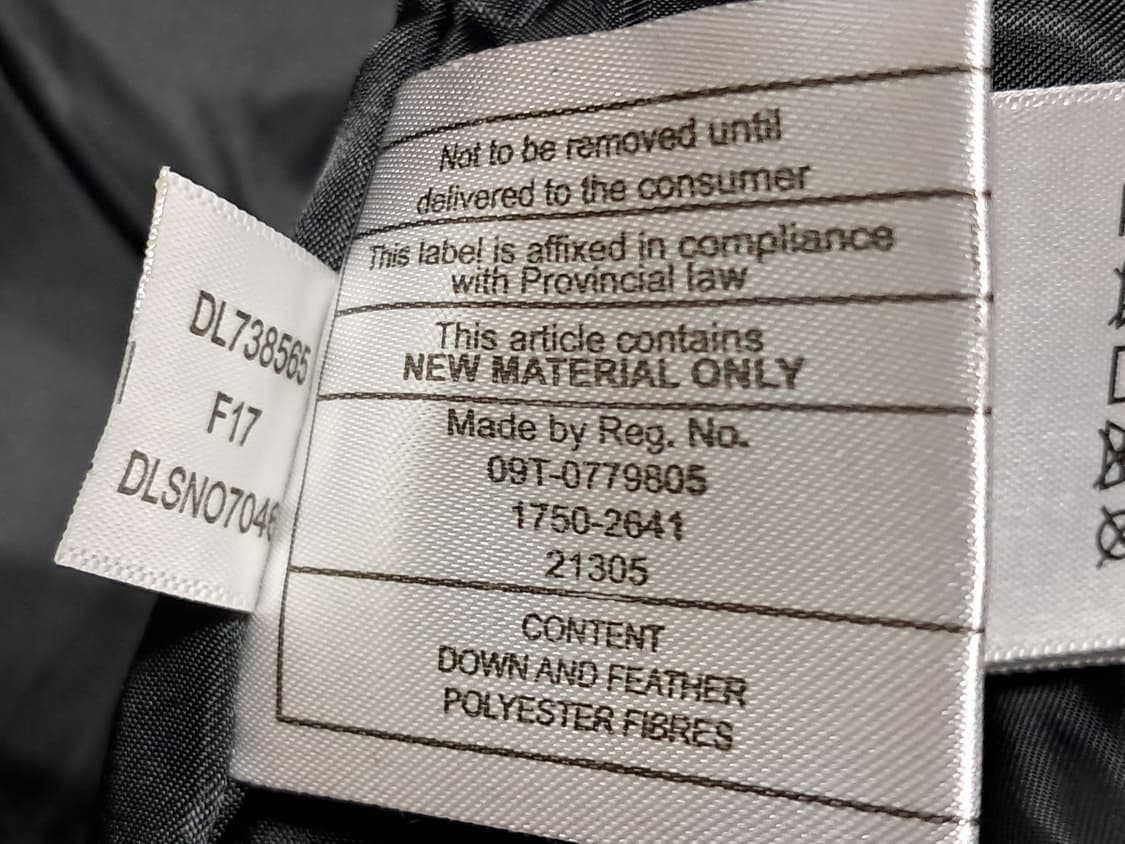 Not to be removed until
delivered to the consumer
This label is affixed in compliance
with Provincial law
This article contains
NEW MATERIAL ONLY
Made by Reg. No.
09T-0779805
1750-2641
21305
CONTENT
DOWN AND FEATHER
POLYESTER FIBRES
DL738565
F17